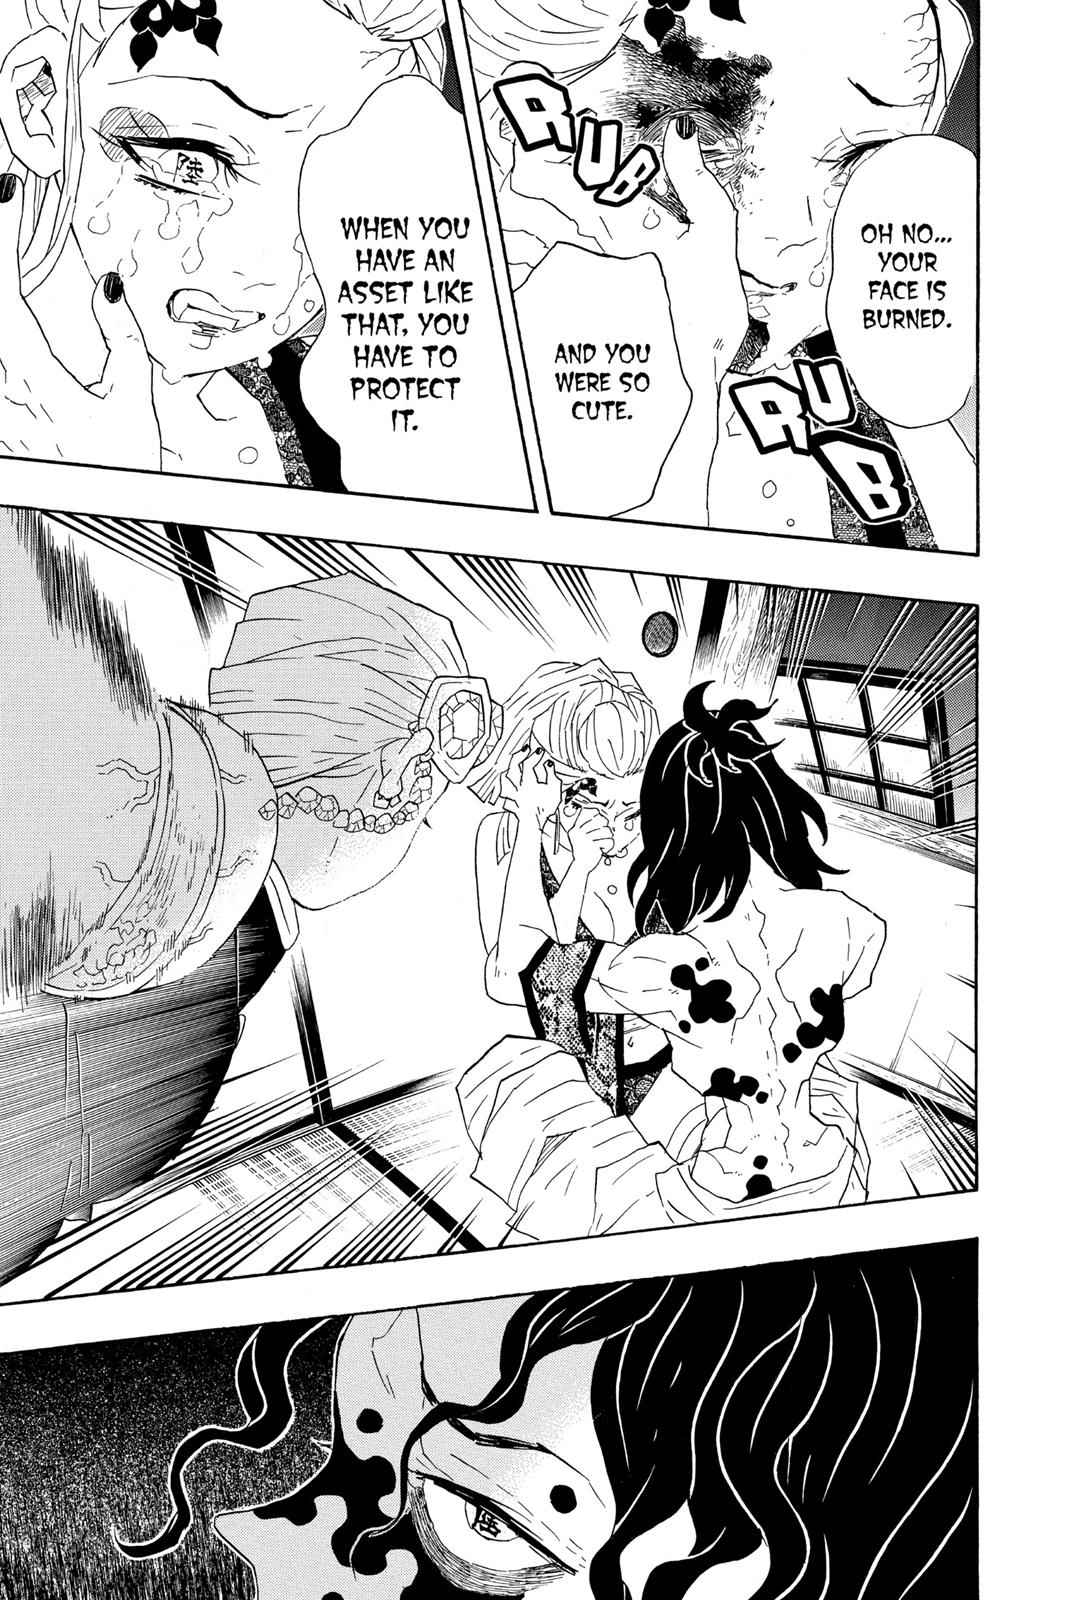 OH NO...
YOUR
FACE IS
BURNED.
RUB
RUB
AND YOU
WERE SO
CUTE.
WHEN YOU
HAVE AN
ASSET LIKE
THAT, YOU
HAVE TO
PROTECT
IT.
陸